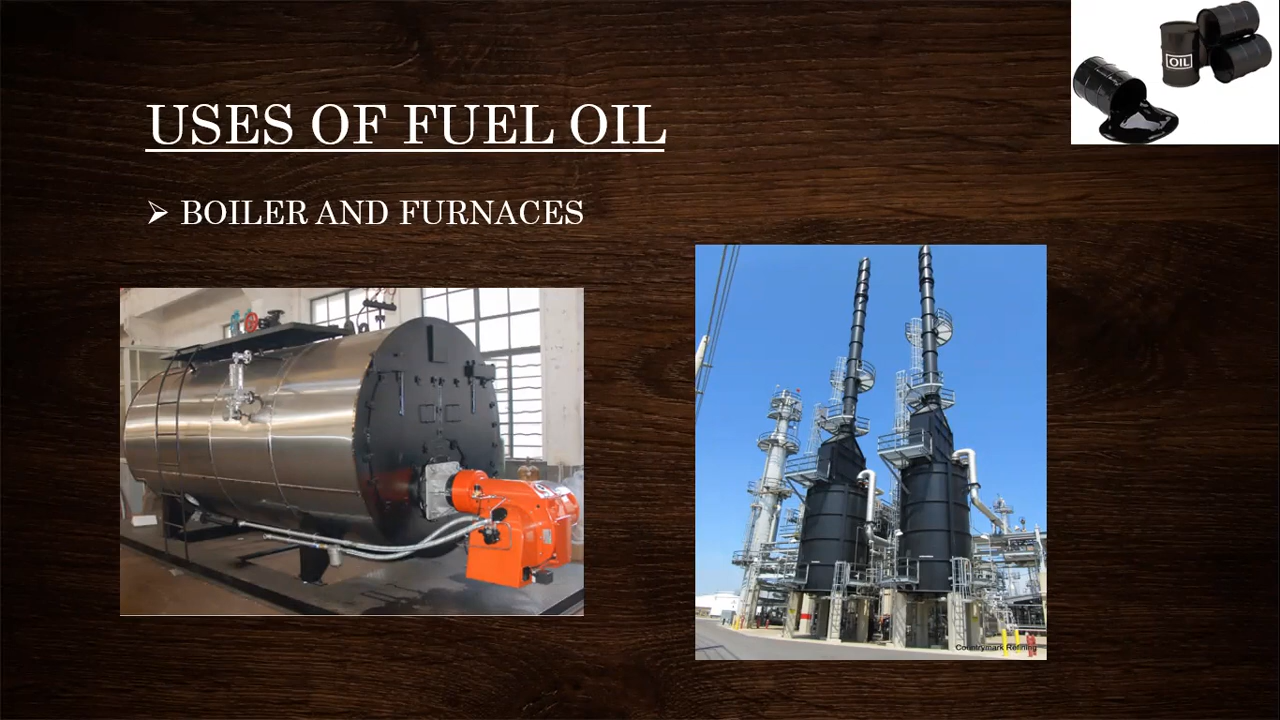 USES OF FUEL OIL
OIL
BOILER AND FURNACES
Countrymark Refining